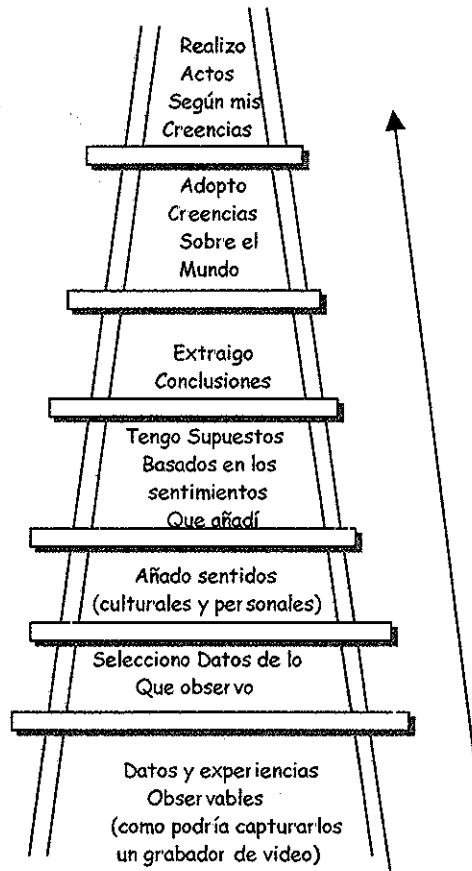 Realizo
Actos
Según mis
Creencias
Adopto
Creencias
Sobre el
Mundo
Extraigo
Conclusiones
Tengo Supuestos
Basados en los
sentimientos
Que añadí
Añado sentidos
(culturales y personales)
Selecciono Datos de lo
Que observo
Datos y experiencias
Observables
(como podría capturarlos
un grabador de video)